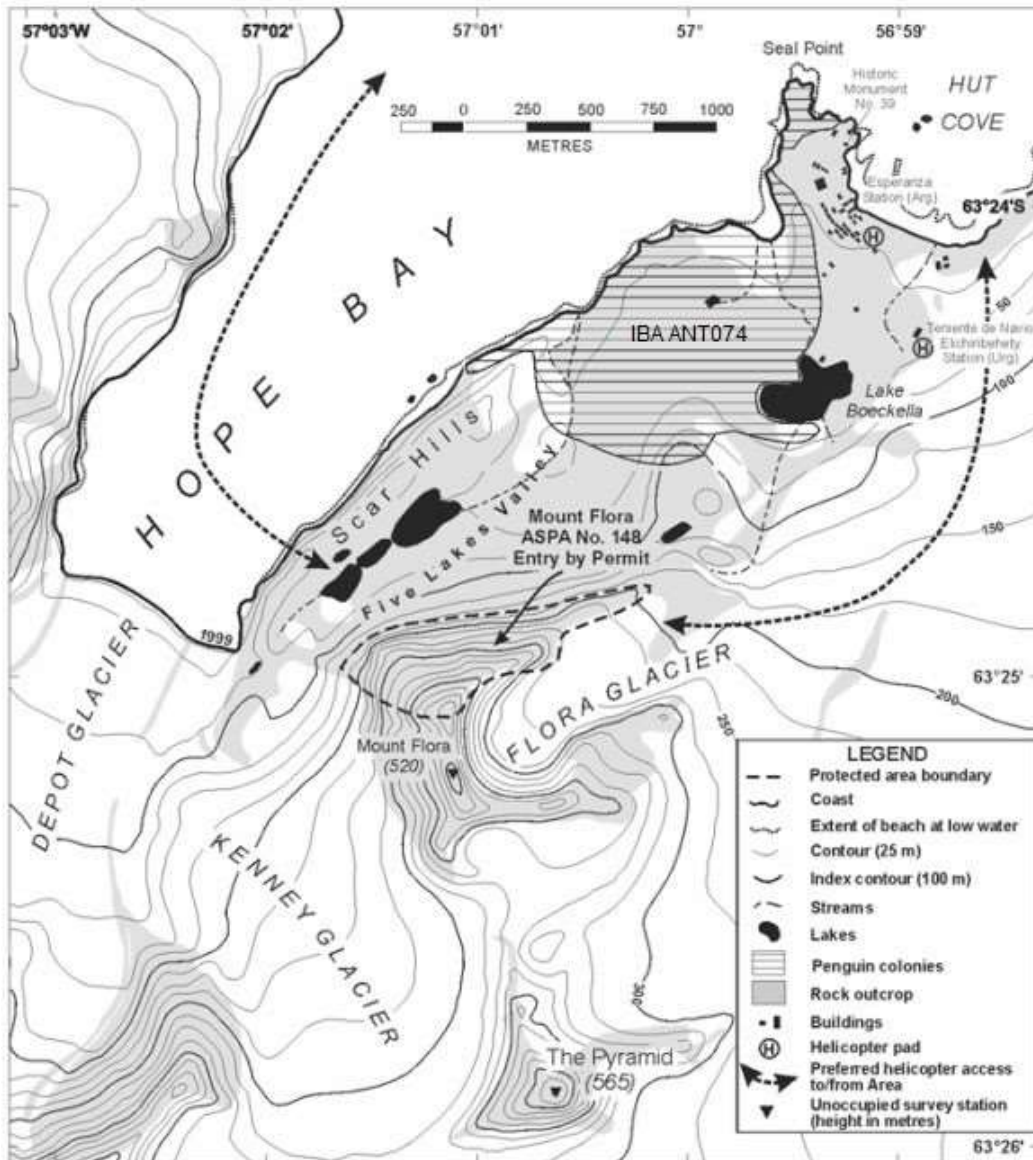 57°03'W
57°02'
57°01'
57°
56°59'
Seal Point
Historic
Monument
No. 39
HUT
COVE
250 0 250 500 750 1000
METRES
Esperanza
Station (Arg.)
63°24'S
H
HOPE BAY
50
IBA ANT074
H
Station (Urg)
100
Lake
Boeckella
Scar Hills
Five Lakes Valley
Mount Flora
ASPA No. 148
Entry by Permit
150
1999
DEPOT GLACIER
FLORA GLACIER
63°25'
200
250
Mount Flora
(520)
KENNEY GLACIER
300
The Pyramid
(565)
LEGEND
Protected area boundary
Coast
Extent of beach at low water
Contour (25 m)
Index contour (100 m)
Streams
Lakes
Penguin colonies
Rock outcrop
Buildings
H
Helicopter pad
Preferred helicopter access
to/from Area
Unoccupied survey station
(height in metres)
63°26'